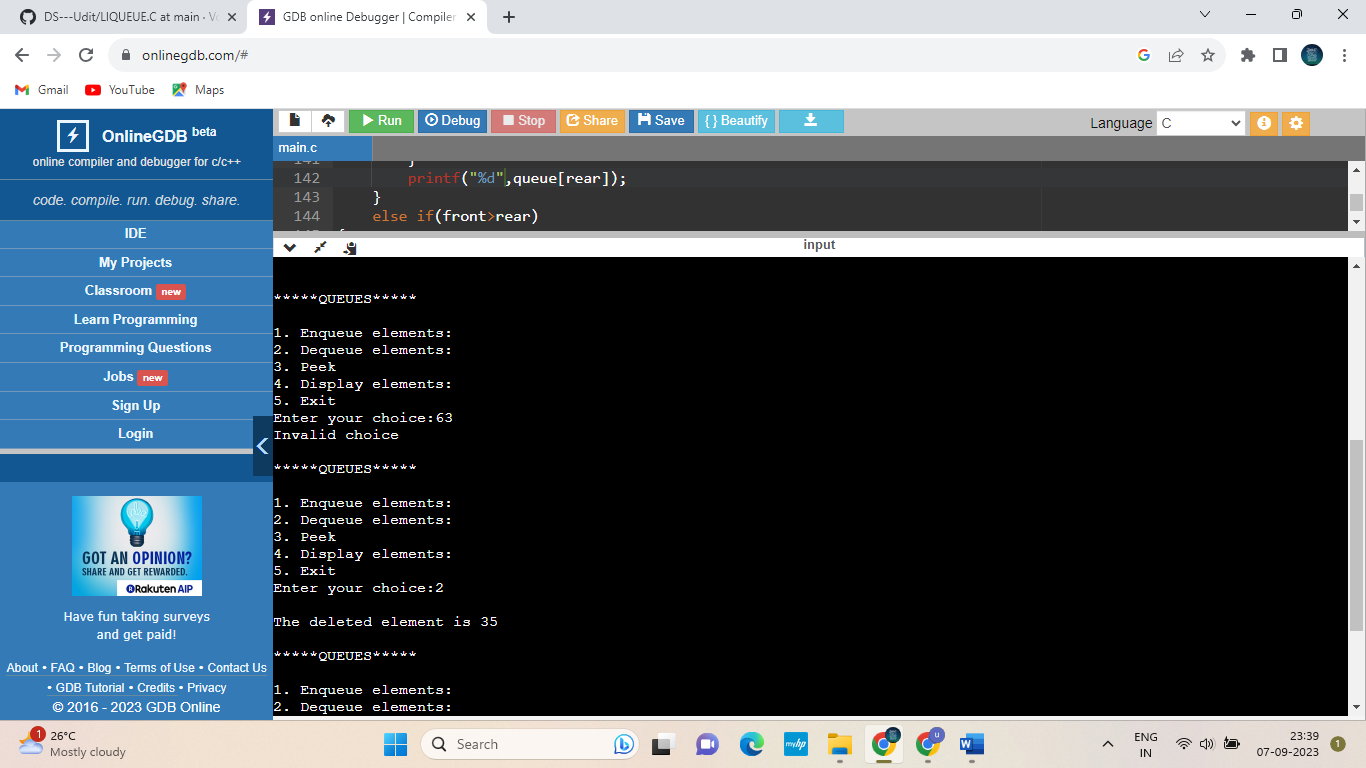 DS---Udit/LIQUEUE.C at main · Vo
GDB online Debugger | Compiler
onlinegdb.com/#
Gmail YouTube Maps
OnlineGDB beta
online compiler and debugger for c/c++
code. compile. run. debug. share.
IDE
My Projects
Classroom new
Learn Programming
Programming Questions
Jobs new
Sign Up
Login
GOT AN OPINION?
SHARE AND GET REWARDED.
Rakuten AIP
Have fun taking surveys
and get paid!
About • FAQ • Blog • Terms of Use • Contact Us
• GDB Tutorial • Credits • Privacy
© 2016 - 2023 GDB Online
Run Debug Stop Share Save { } Beautify
Language C
main.c
141 }
142 printf("%d",queue[rear]);
143 }
144 else if(front>rear)
input
*****QUEUES*****
1. Enqueue elements:
2. Dequeue elements:
3. Peek
4. Display elements:
5. Exit
Enter your choice:63
Invalid choice
*****QUEUES*****
1. Enqueue elements:
2. Dequeue elements:
3. Peek
4. Display elements:
5. Exit
Enter your choice:2
The deleted element is 35
*****QUEUES*****
1. Enqueue elements:
2. Dequeue elements:
1
26°C
Mostly cloudy
Search
myhp
u
W
ENG
IN
23:39
07-09-2023
1